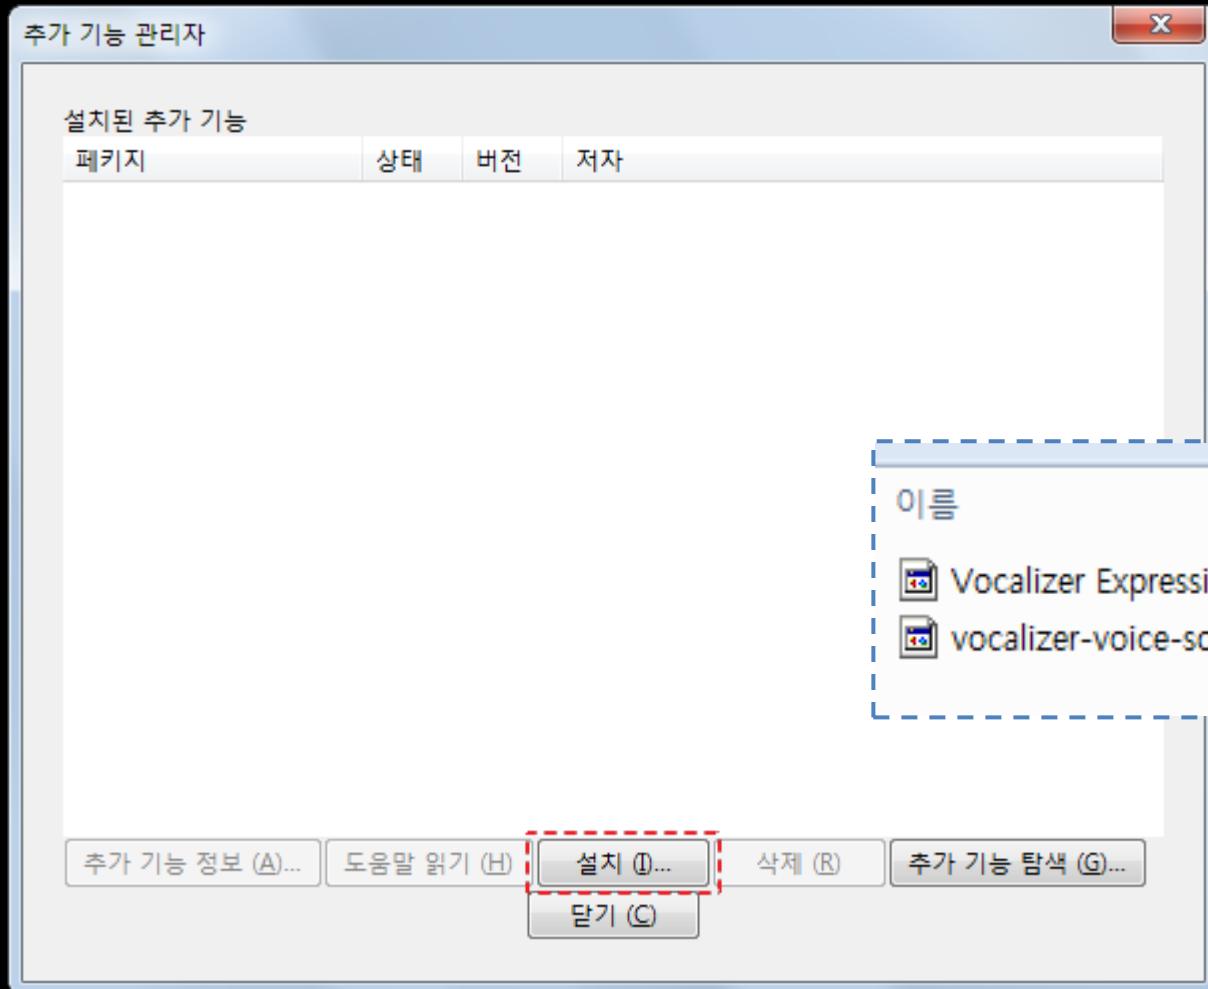 추가 기능 관리자
설치된 추가 기능
페키지 상태 버전 저자
이름
Vocalizer Expressi
vocalizer-voice-so
추가 기능 정보 (A)... 도움말 읽기 (H) 설치 (I)... 삭제 (R) 추가 기능 탐색 (G)...
닫기 (C)